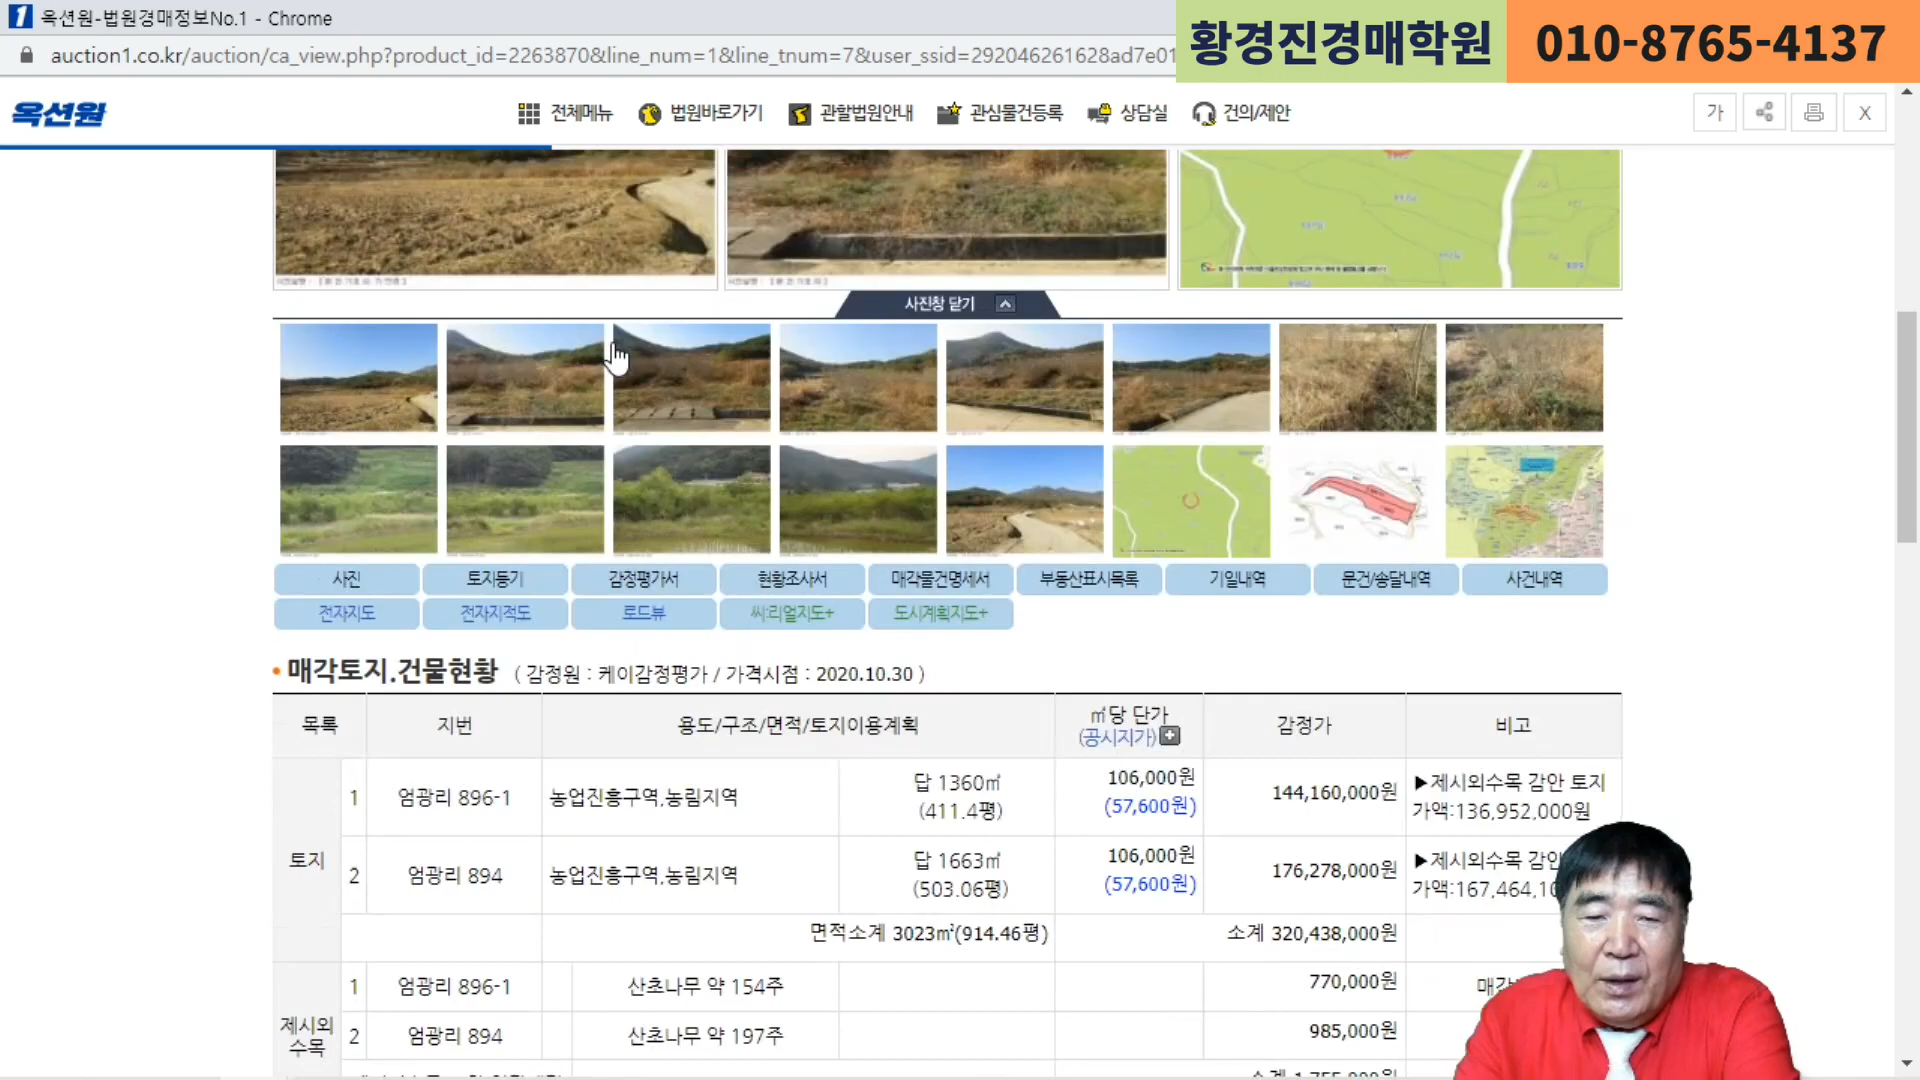 옥션원-법원경매정보No.1 - Chrome
auction1.co.kr/auction/ca_view.php?product_id=2263870&line_num=1&line_tnum=7&user_ssid=292046261628ad7e01
황경진경매학원 010-8765-4137
옥션원 전체메뉴 법원바로가기 관할법원안내 관심물건등록 상담실 건의/제안 가 X
사진창 닫기
사진 토지등기 감정평가서 현황조사서 매각물건명세서 부동산표시목록 기일내역 문건/송달내역 사건내역
전자지도 전자지적도 로드뷰 씨:리얼지도+ 도시계획지도+
매각토지.건물현황 ( 감정원 : 케이감정평가 / 가격시점 : 2020.10.30 )
목록 지번 용도/구조/면적/토지이용계획 ㎡당 단가 (공시지가) 감정가 비고
토지
1 엄광리 896-1 농업진흥구역,농림지역 답 1360㎡ (411.4평) 106,000원 (57,600원) 144,160,000원 ▶제시외수목 감안 토지 가액:136,952,000원
2 엄광리 894 농업진흥구역,농림지역 답 1663㎡ (503.06평) 106,000원 (57,600원) 176,278,000원 ▶제시외수목 감안 가액:167,464,10
면적소계 3023㎡(914.46평) 소계 320,438,000원
제시외 수목
1 엄광리 896-1 산초나무 약 154주 770,000원 매각
2 엄광리 894 산초나무 약 197주 985,000원